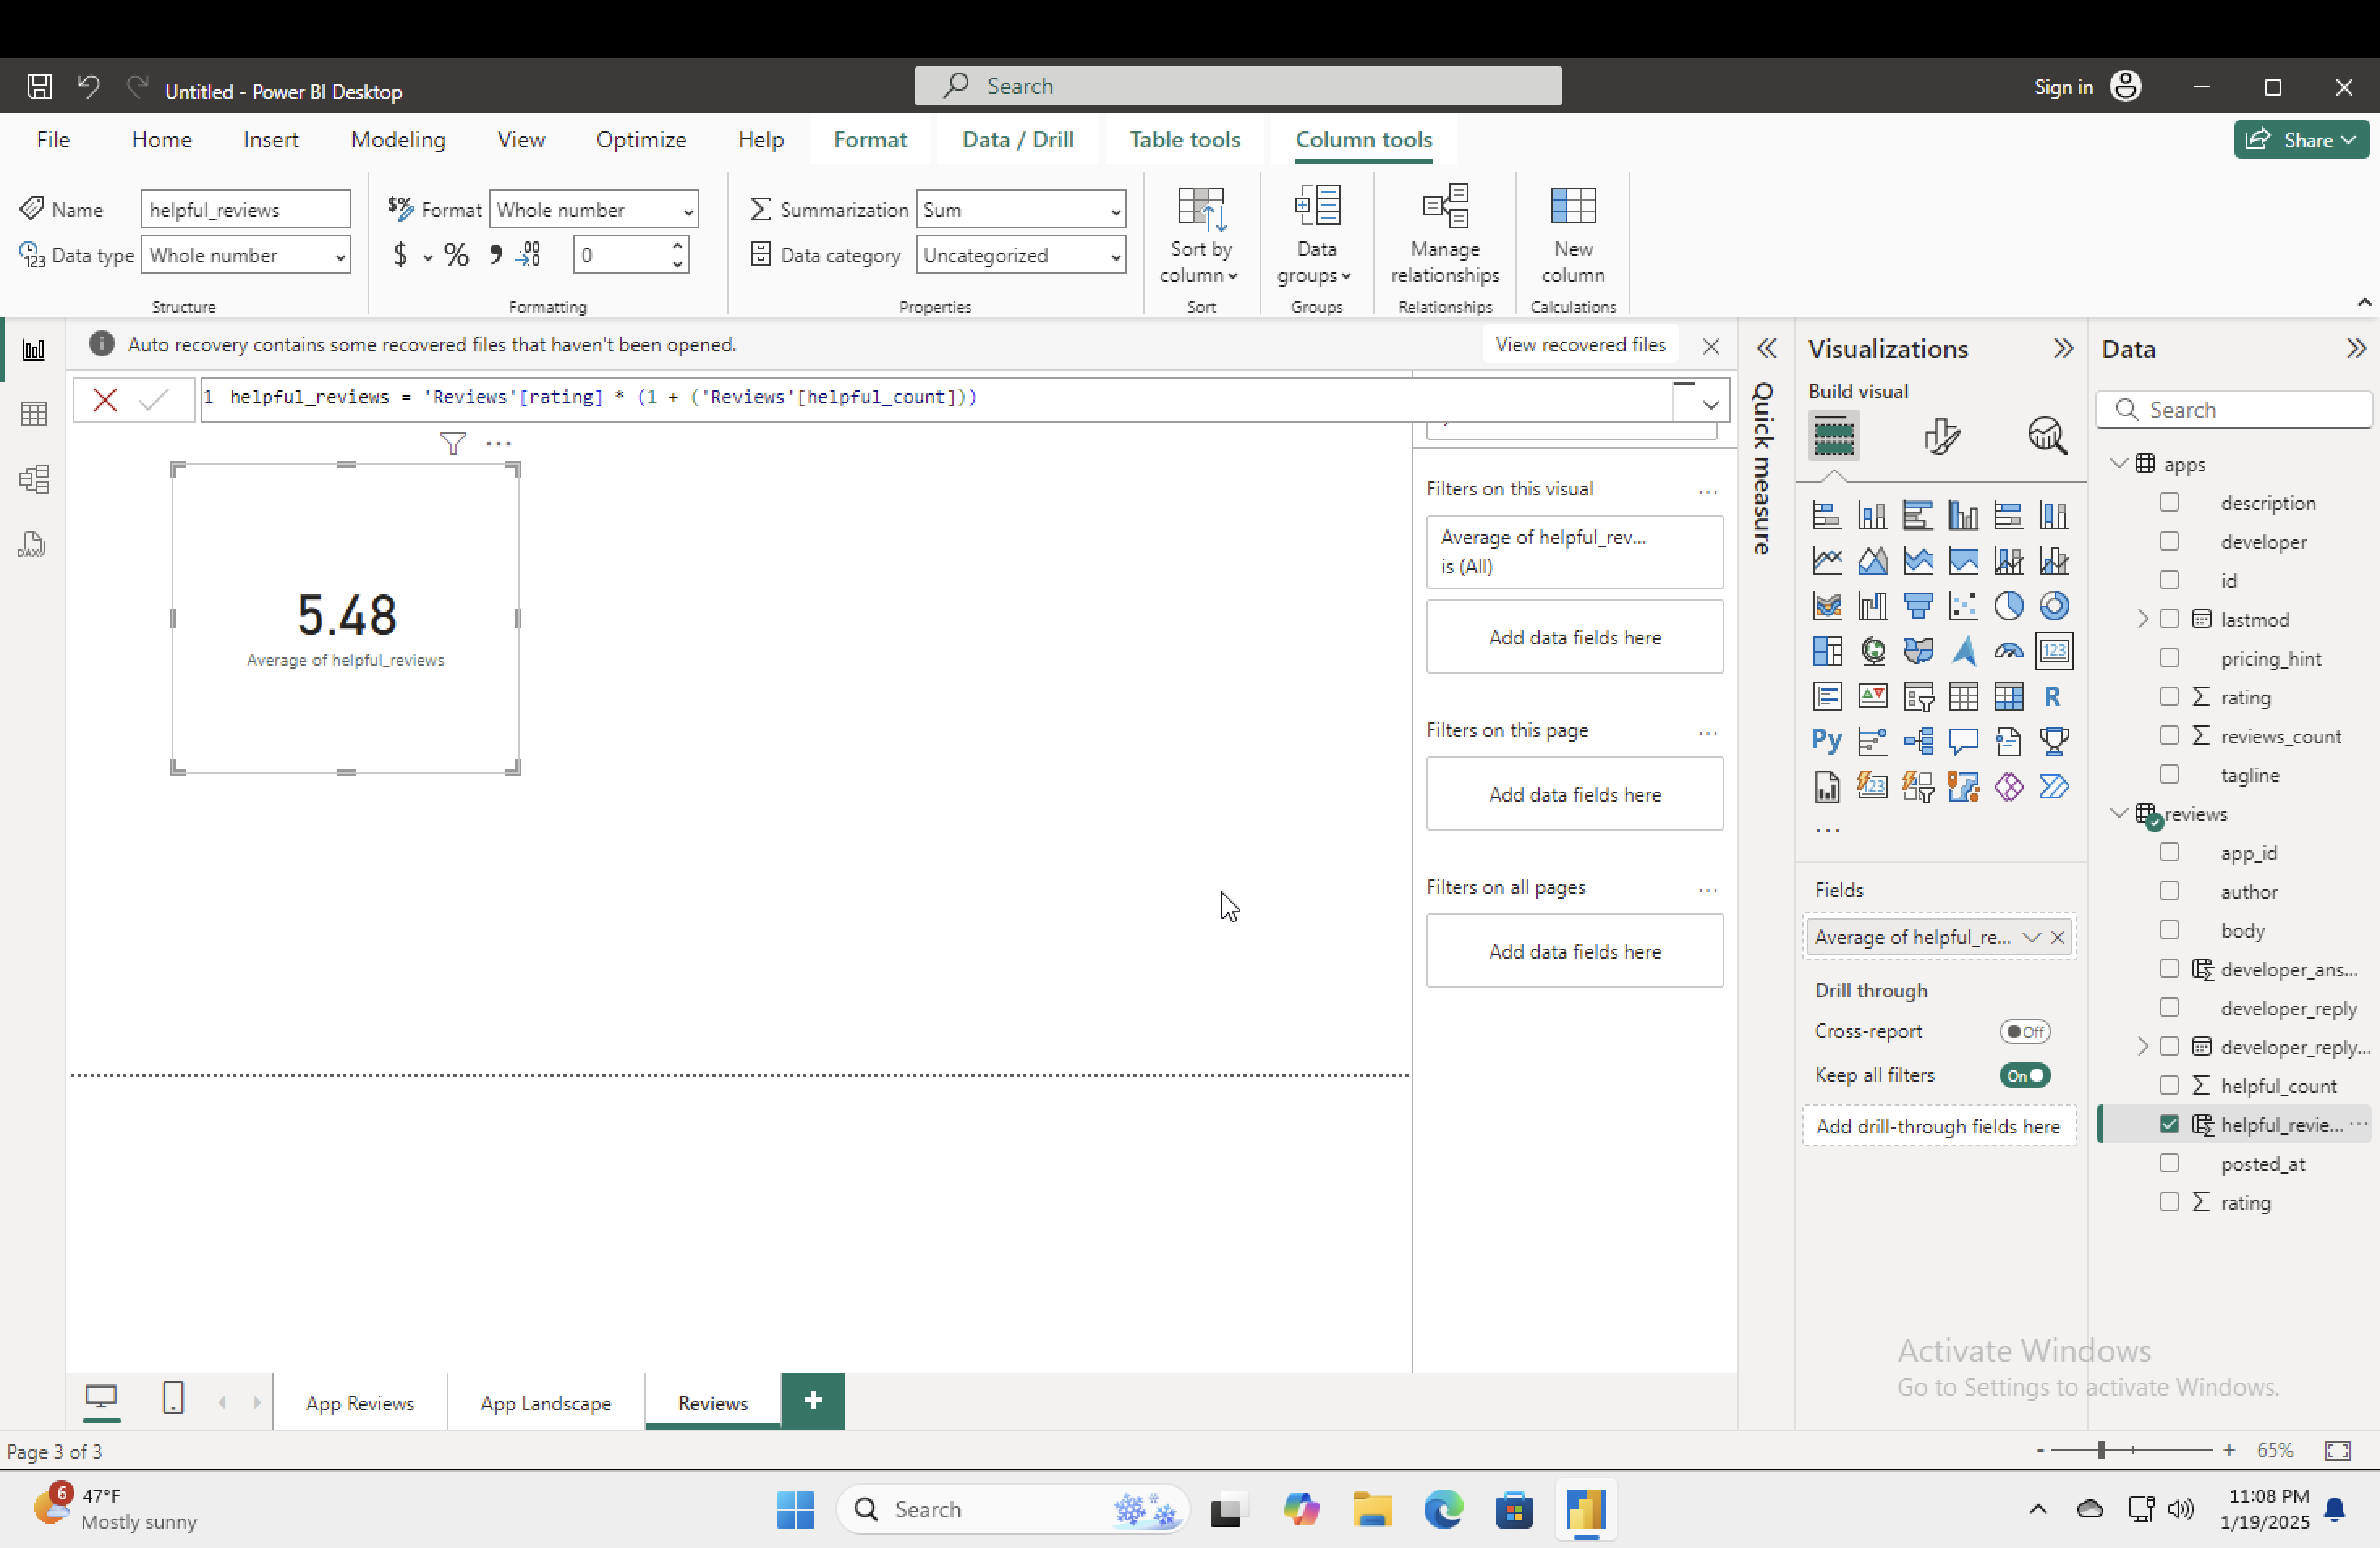 Untitled - Power BI Desktop
Search
Sign in
File
Home
Insert
Modeling
View
Optimize
Help
Format
Data / Drill
Table tools
Column tools
Share
Name
helpful_reviews
$% Format
Whole number
Summarization
Sum
Sort by column
Data groups
Manage relationships
New column
123 Data type
Whole number
$ % 9 .00 0
0
Data category
Uncategorized
Structure
Formatting
Properties
Sort
Groups
Relationships
Calculations
Auto recovery contains some recovered files that haven't been opened.
View recovered files
1 helpful_reviews = 'Reviews'[rating] * (1 + ('Reviews'[helpful_count]))
DAX
5.48
Average of helpful_reviews
Filters on this visual
Average of helpful_rev...
is (All)
Add data fields here
Filters on this page
Add data fields here
Filters on all pages
Add data fields here
Quick measure
Visualizations
Build visual
123
R
Py
123
Fields
Average of helpful_re...
Drill through
Cross-report
Off
Keep all filters
On
Add drill-through fields here
Data
Search
apps
description
developer
id
lastmod
pricing_hint
rating
reviews_count
tagline
reviews
app_id
author
body
developer_ans...
developer_reply
developer_reply...
helpful_count
helpful_revie...
posted_at
rating
Activate Windows
Go to Settings to activate Windows.
App Reviews
App Landscape
Reviews
+
Page 3 of 3
- + 65%
6
47°F
Mostly sunny
Search
11:08 PM
1/19/2025